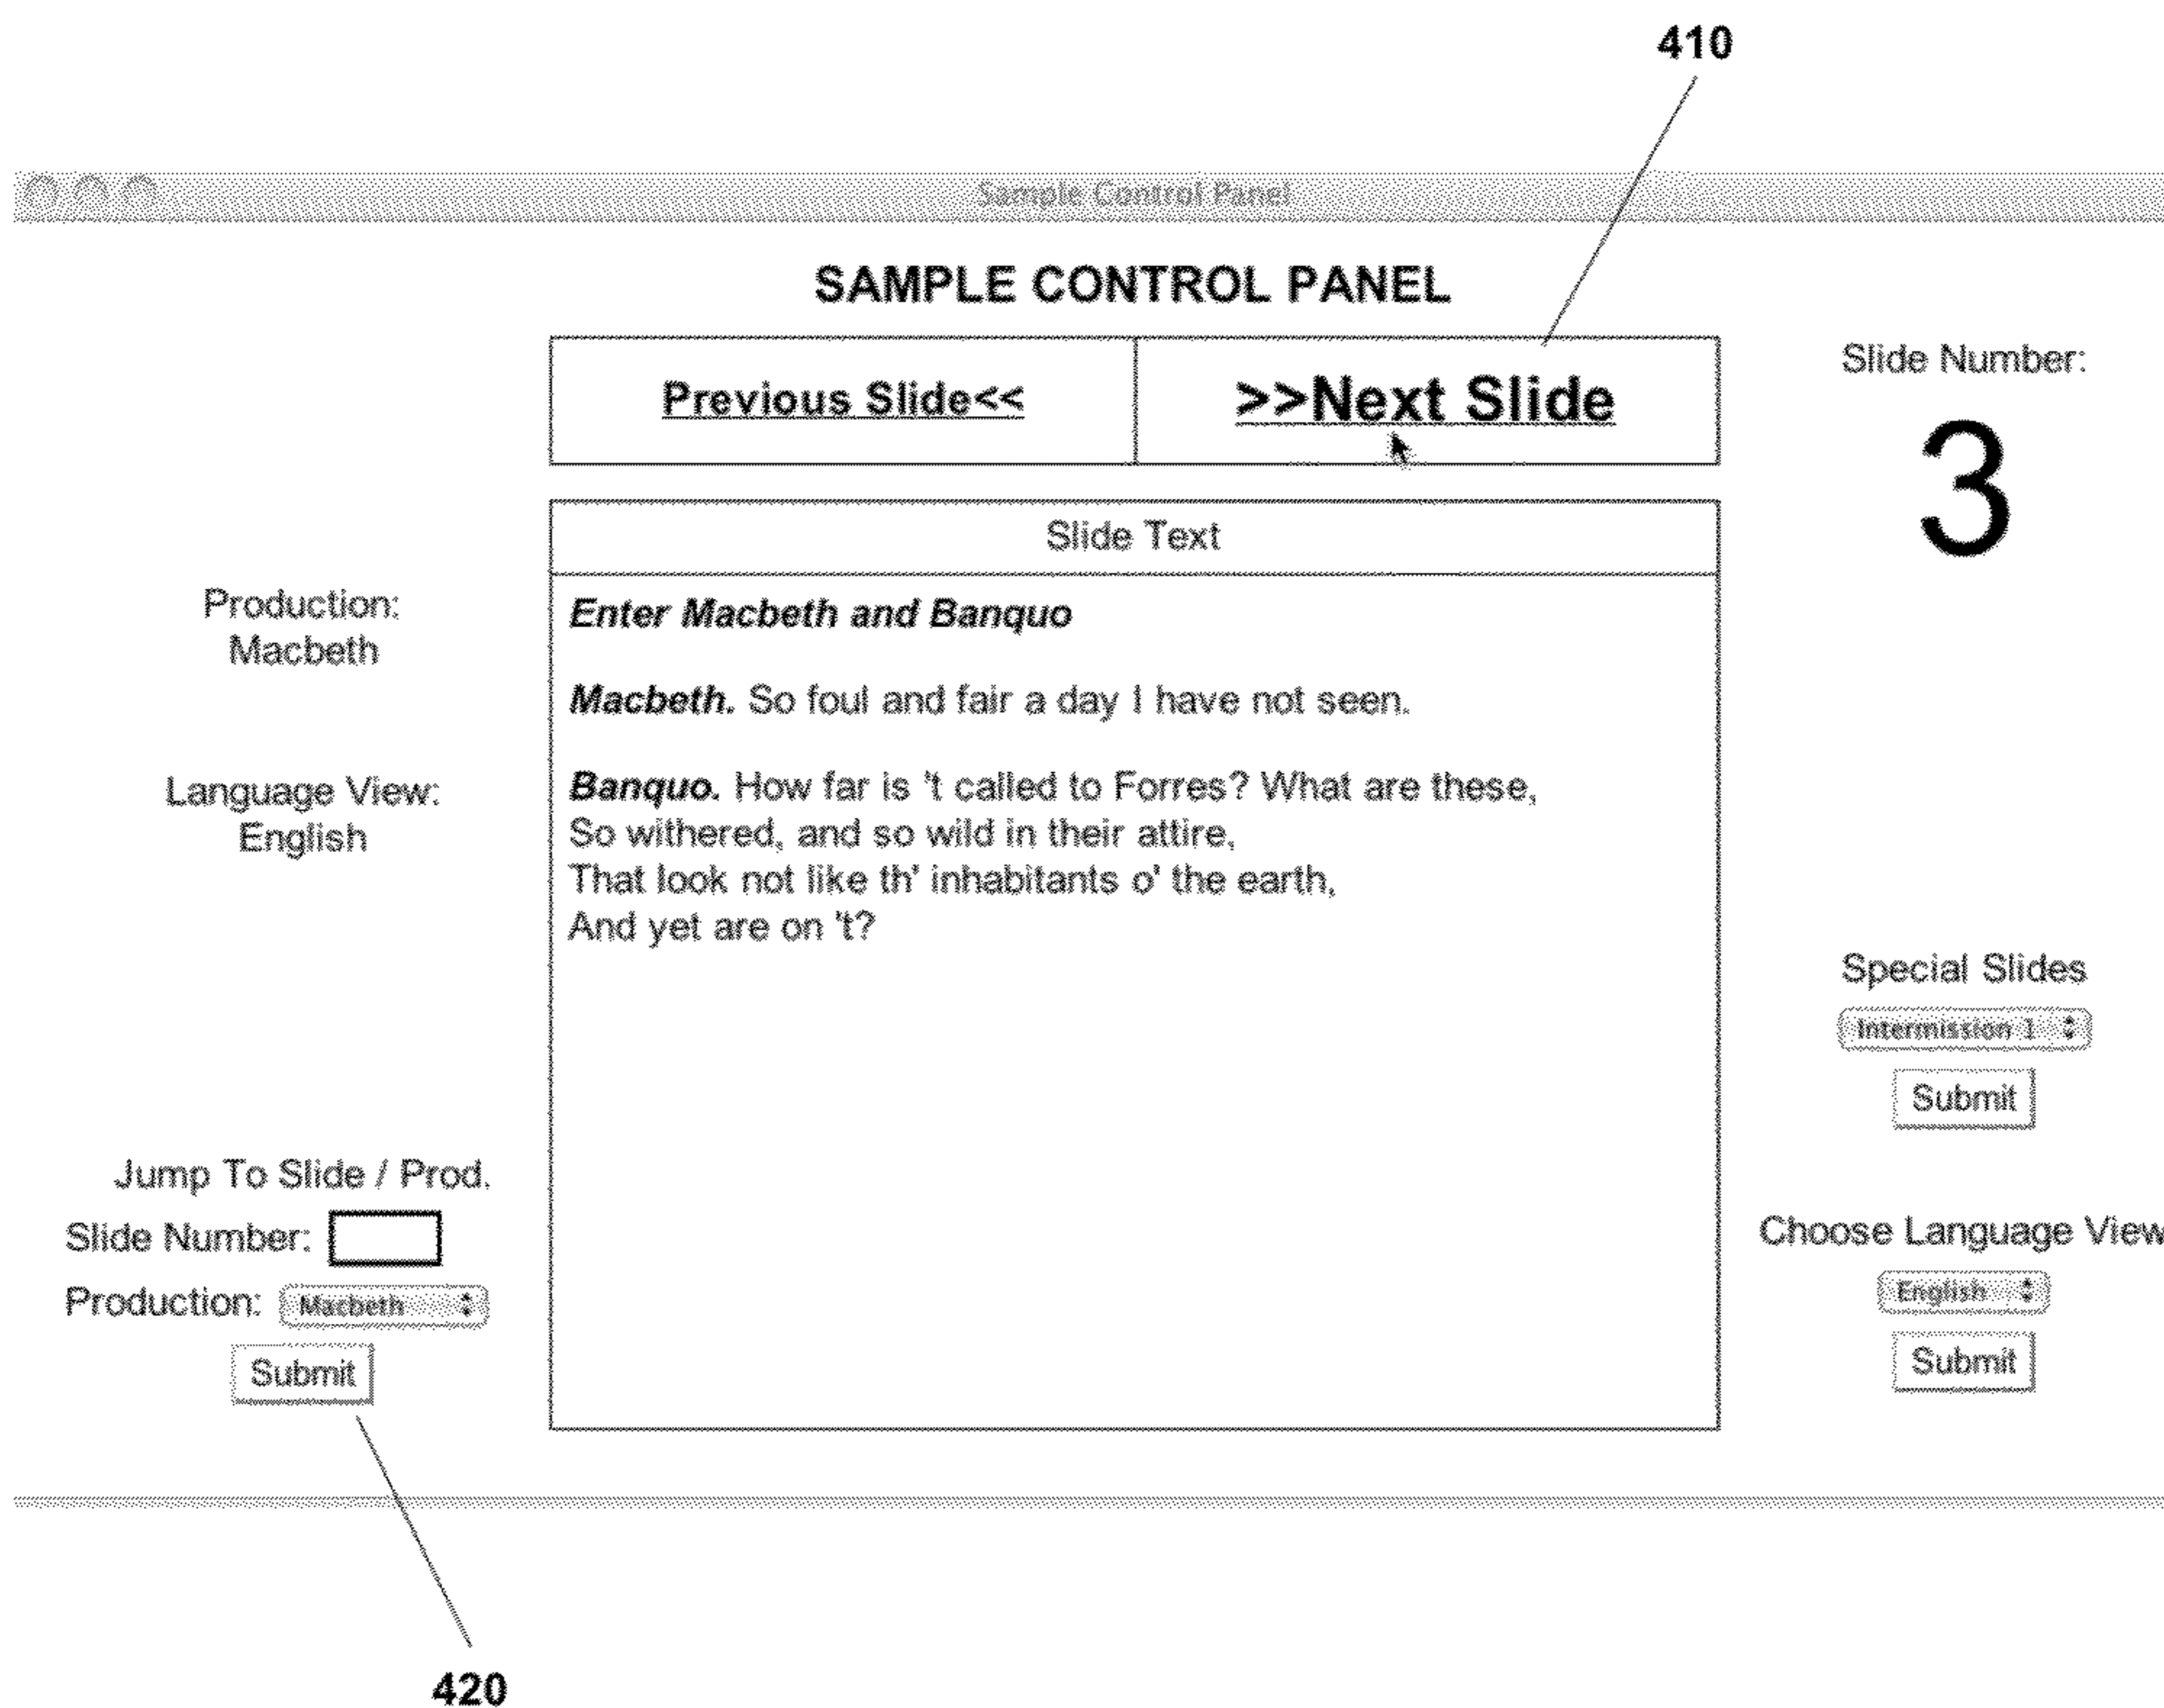 410
Sample Control Panel
SAMPLE CONTROL PANEL
Previous Slide<<
>>Next Slide
Slide Number:
3
Slide Text
Production:
Macbeth
Language View:
English
Enter Macbeth and Banquo
Macbeth. So foul and fair a day I have not seen.
Banquo. How far is 't called to Forres? What are these,
So withered, and so wild in their attire,
That look not like th' inhabitants o' the earth,
And yet are on 't?
Jump To Slide / Prod.
Slide Number:
Production: Macbeth
Submit
Special Slides
Intermission 1
Submit
Choose Language View
English
Submit
420